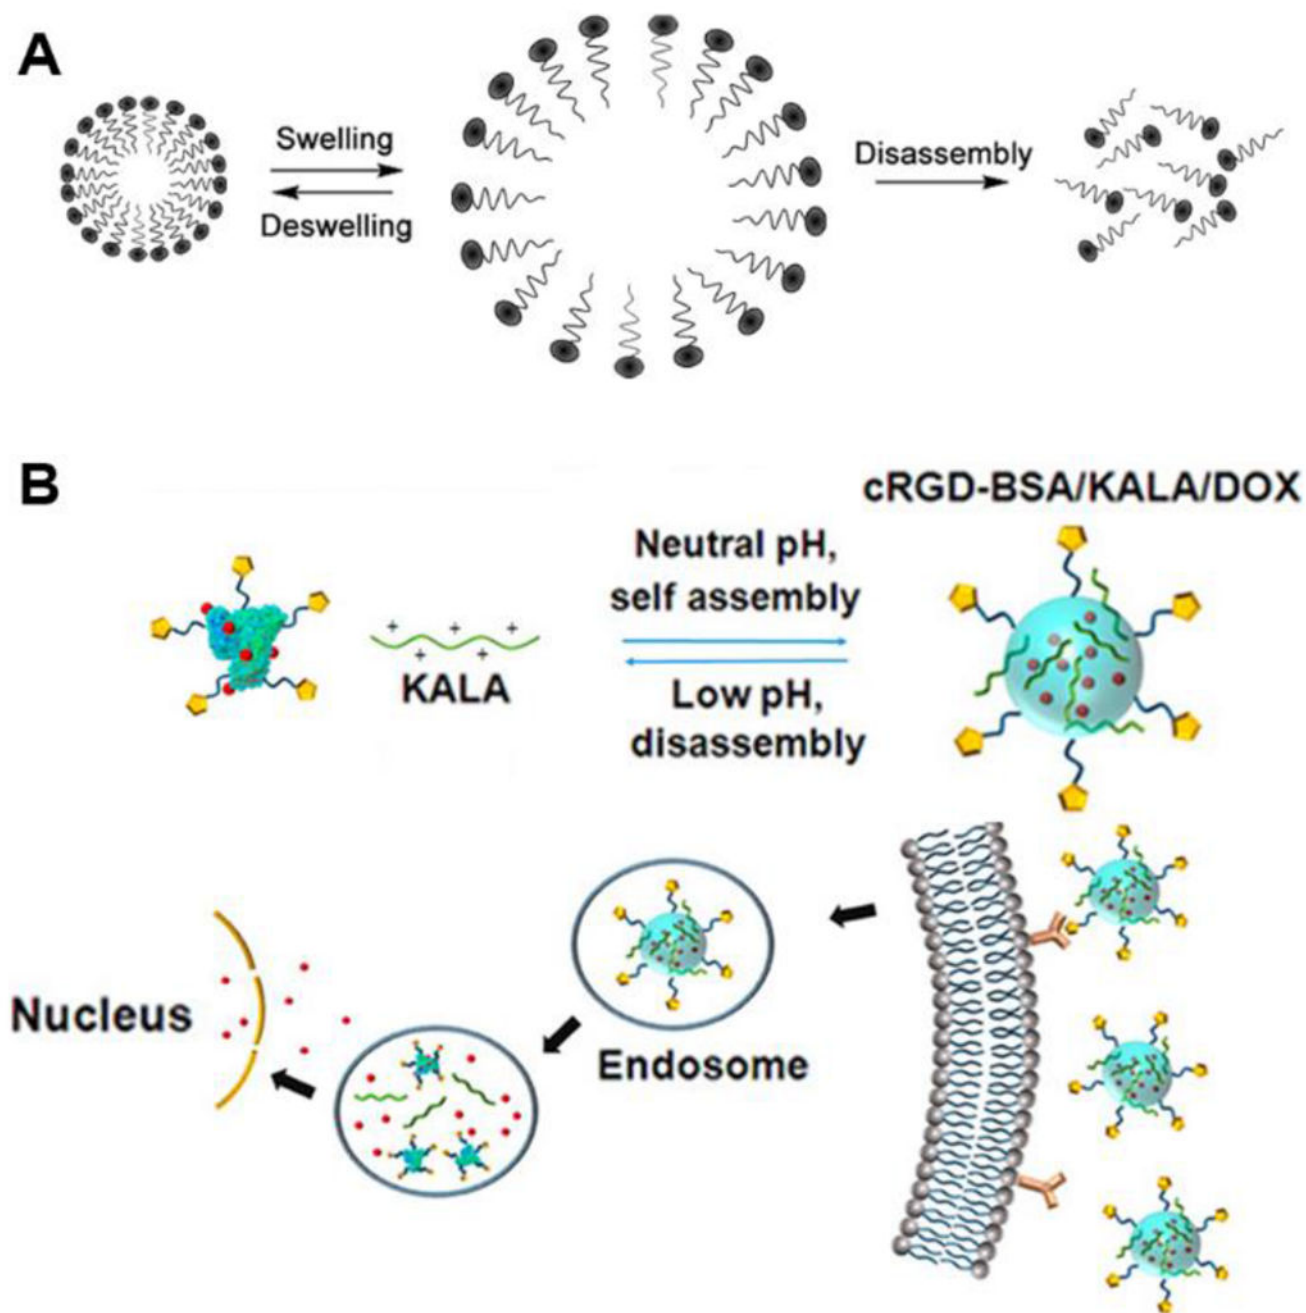 A
Swelling
Deswelling
Disassembly
B
cRGD-BSA/KALA/DOX
Neutral pH,
self assembly
+ + +
+ +
KALA
Low pH,
disassembly
Nucleus
Endosome